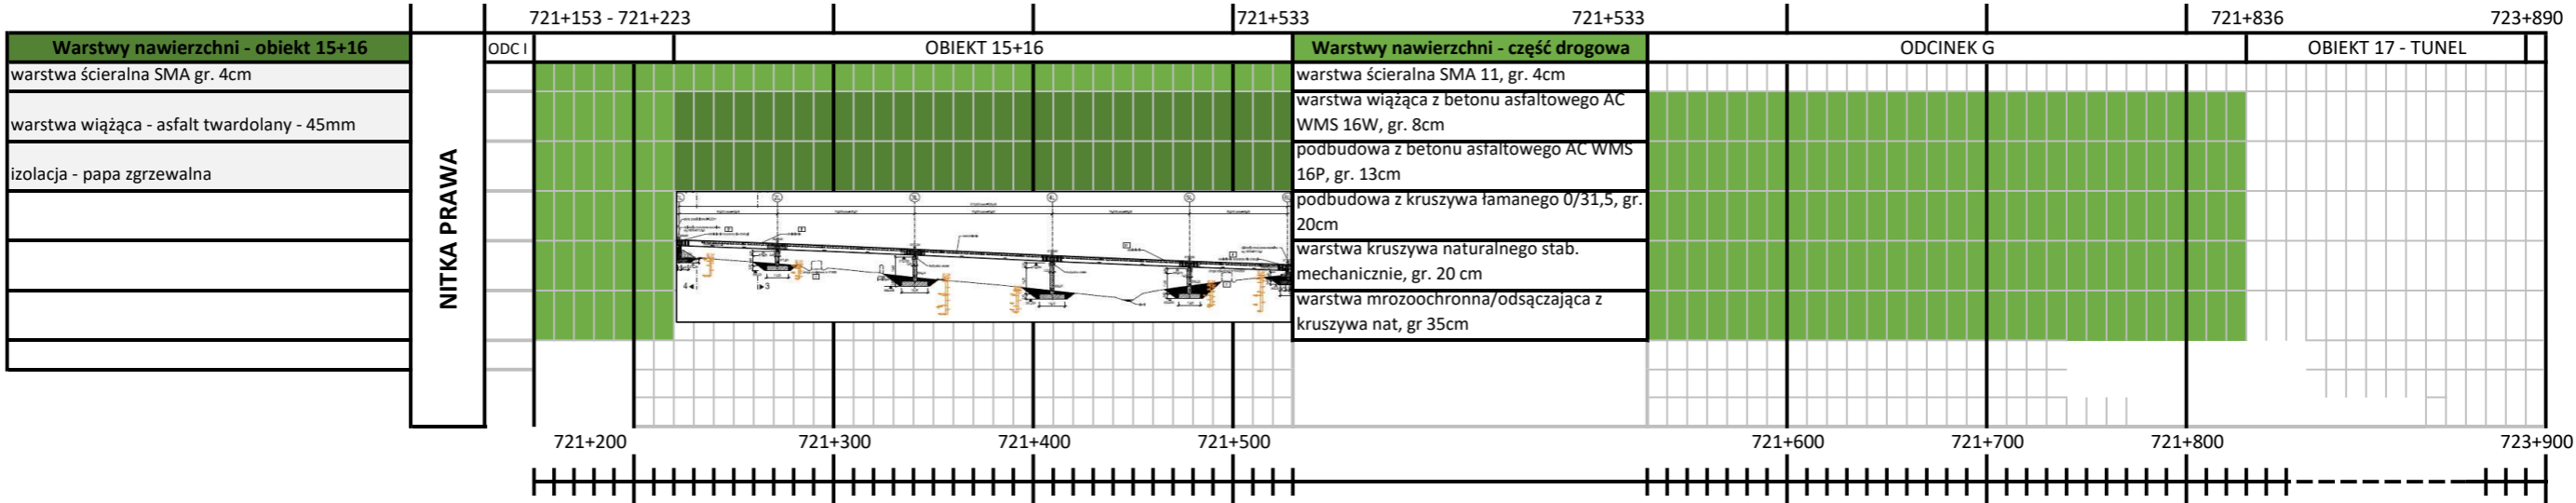 721+153 - 721+223
721+533
721+533
721+836
723+890
Warstwy nawierzchni - obiekt 15+16
ODC I
OBIEKT 15+16
Warstwy nawierzchni - część drogowa
ODCINEK G
OBIEKT 17 - TUNEL
warstwa ścieralna SMA gr. 4cm
warstwa wiążąca - asfalt twardolany - 45mm
izolacja - papa zgrzewalna
NITKA PRAWA
warstwa ścieralna SMA 11, gr. 4cm
warstwa wiążąca z betonu asfaltowego AC
WMS 16W, gr. 8cm
podbudowa z betonu asfaltowego AC WMS
16P, gr. 13cm
podbudowa z kruszywa łamanego 0/31,5, gr.
20cm
warstwa kruszywa naturalnego stab.
mechanicznie, gr. 20 cm
warstwa mrozoochronna/odsączająca z
kruszywa nat, gr 35cm
721+200
721+300
721+400
721+500
721+600
721+700
721+800
723+900